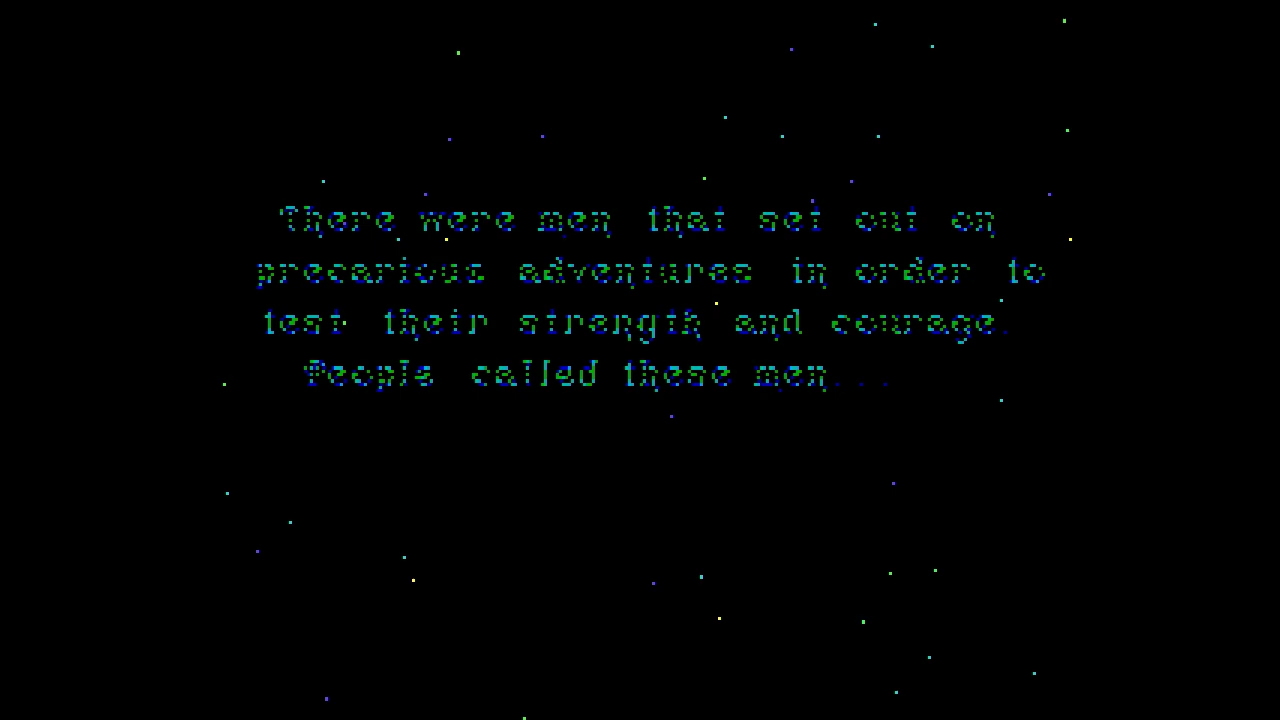 There were men that set out on
precarious adventures in order to
test their strength and courage.
People called these men...